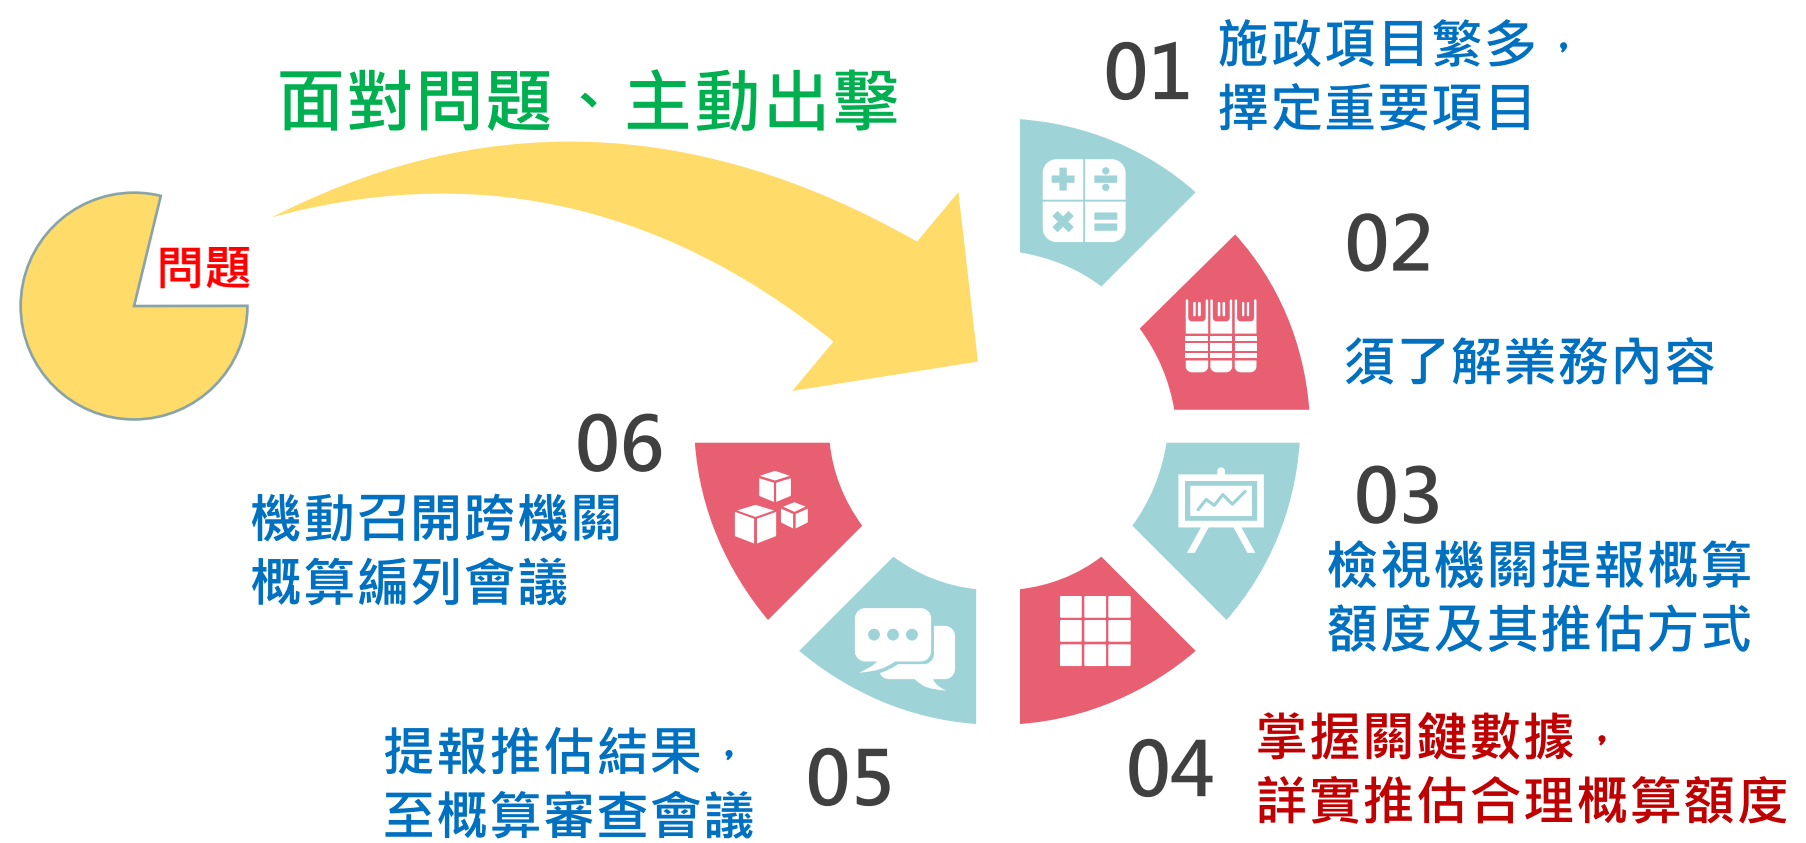 面對問題、主動出擊
問題
01
施政項目繁多，
擇定重要項目
02
須了解業務內容
03
檢視機關提報概算
額度及其推估方式
04
掌握關鍵數據，
詳實推估合理概算額度
05
提報推估結果，
至概算審查會議
06
機動召開跨機關
概算編列會議